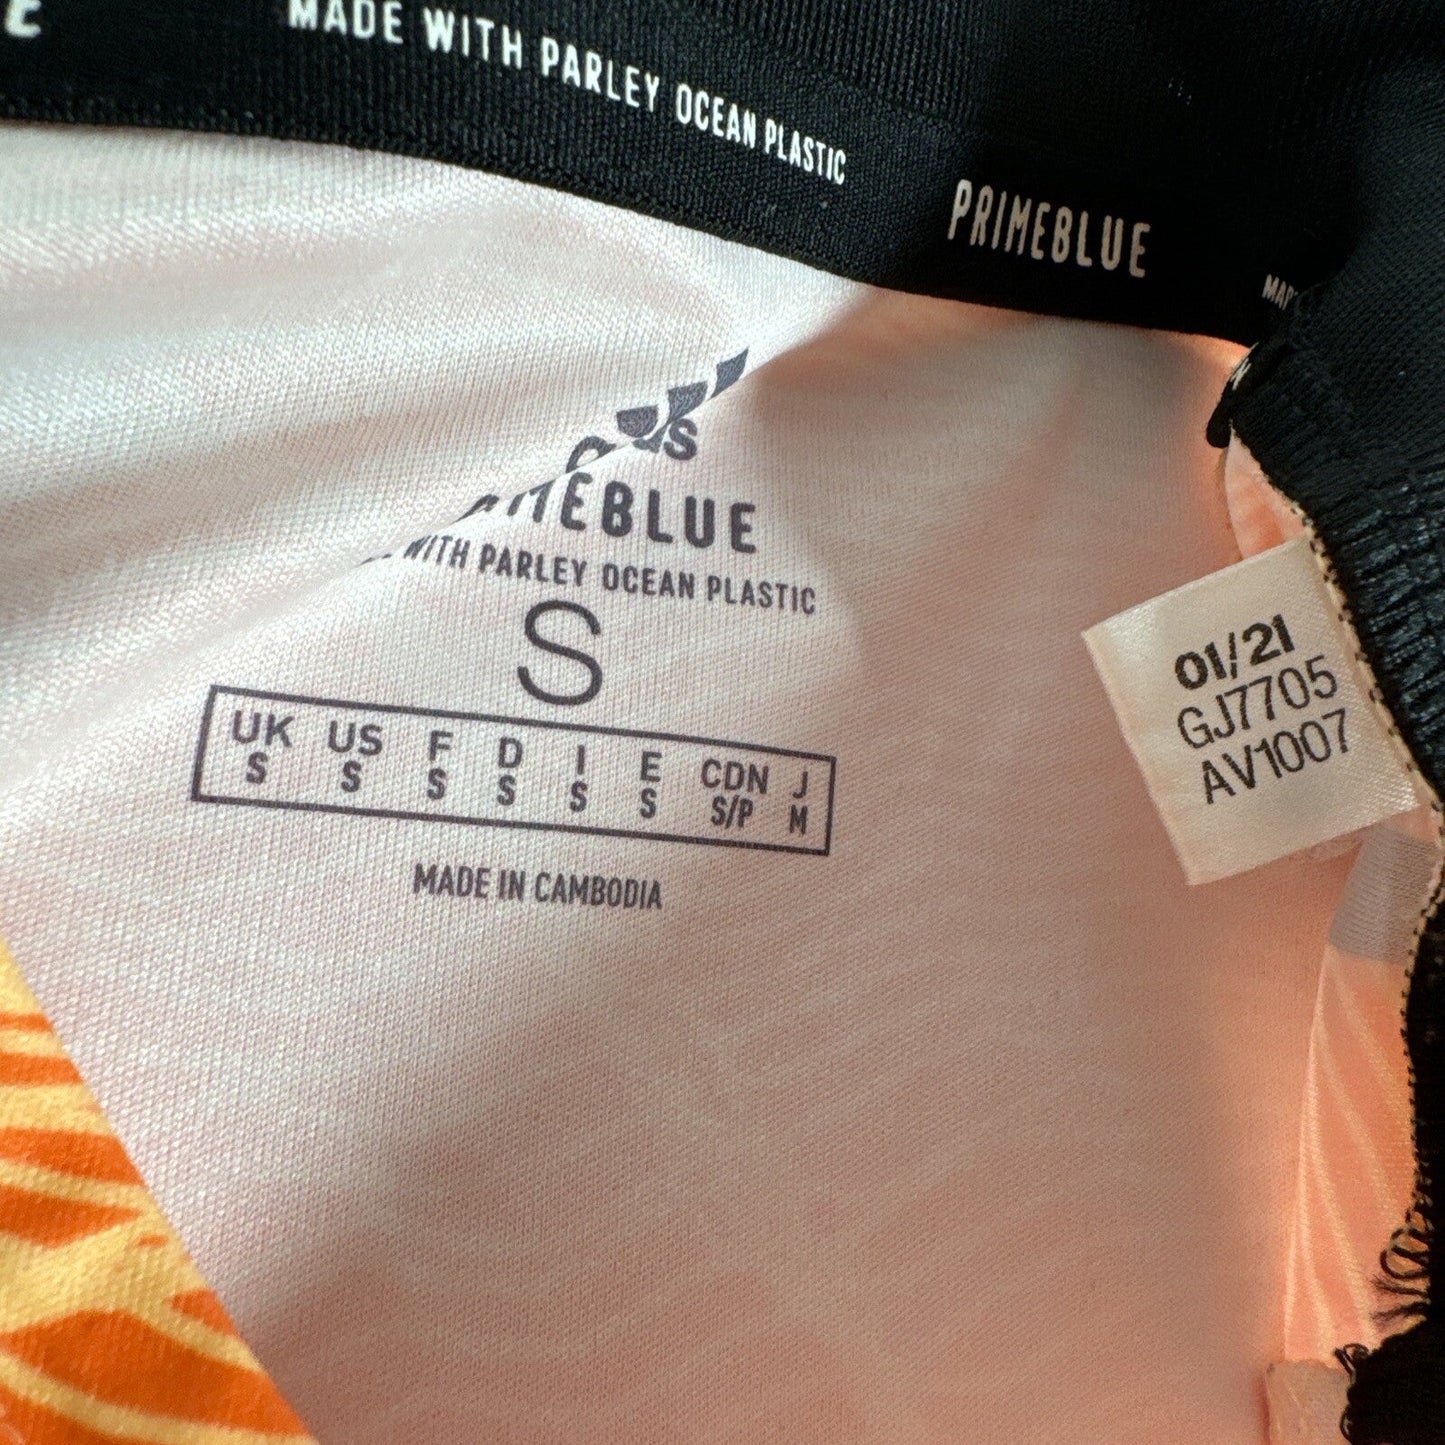 MADE WITH PARLEY OCEAN PLASTIC
PRIMEBLUE
WITH PARLEY OCEAN PLASTIC
S
UK US F D I E CDN J
S S S S S S S/P M
MADE IN CAMBODIA
01/21
GJ7705
AV1007